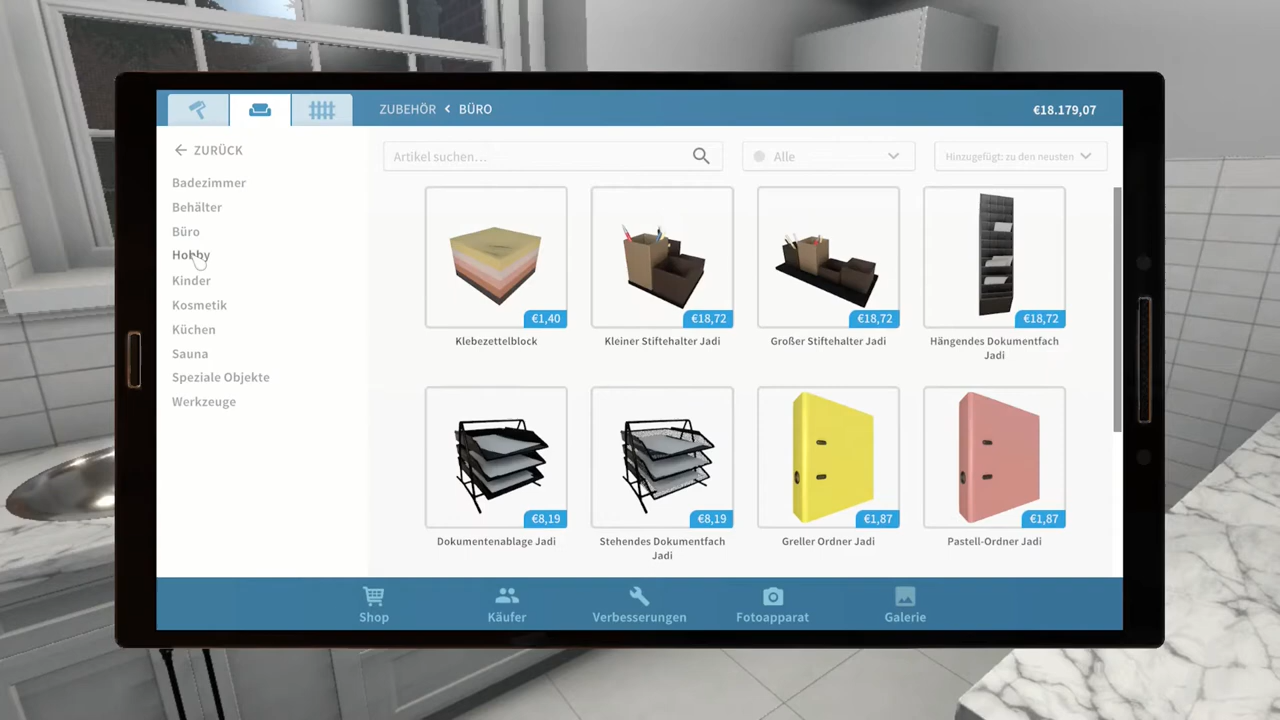 ZUBEHÖR < BÜRO
€18.179,07
ZURÜCK
Badezimmer
Behälter
Büro
Hobby
Kinder
Kosmetik
Küchen
Sauna
Speziale Objekte
Werkzeuge
Artikel suchen...
Alle
Hinzugefügt: zu den neusten
€1,40
€18,72
€18,72
€18,72
Klebezettelblock
Kleiner Stiftehalter Jadi
Großer Stiftehalter Jadi
Hängendes Dokumentfach
Jadi
€8,19
€8,19
€1,87
€1,87
Dokumentenablage Jadi
Stehendes Dokumentfach
Jadi
Greller Ordner Jadi
Pastell-Ordner Jadi
Shop
Käufer
Verbesserungen
Fotoapparat
Galerie